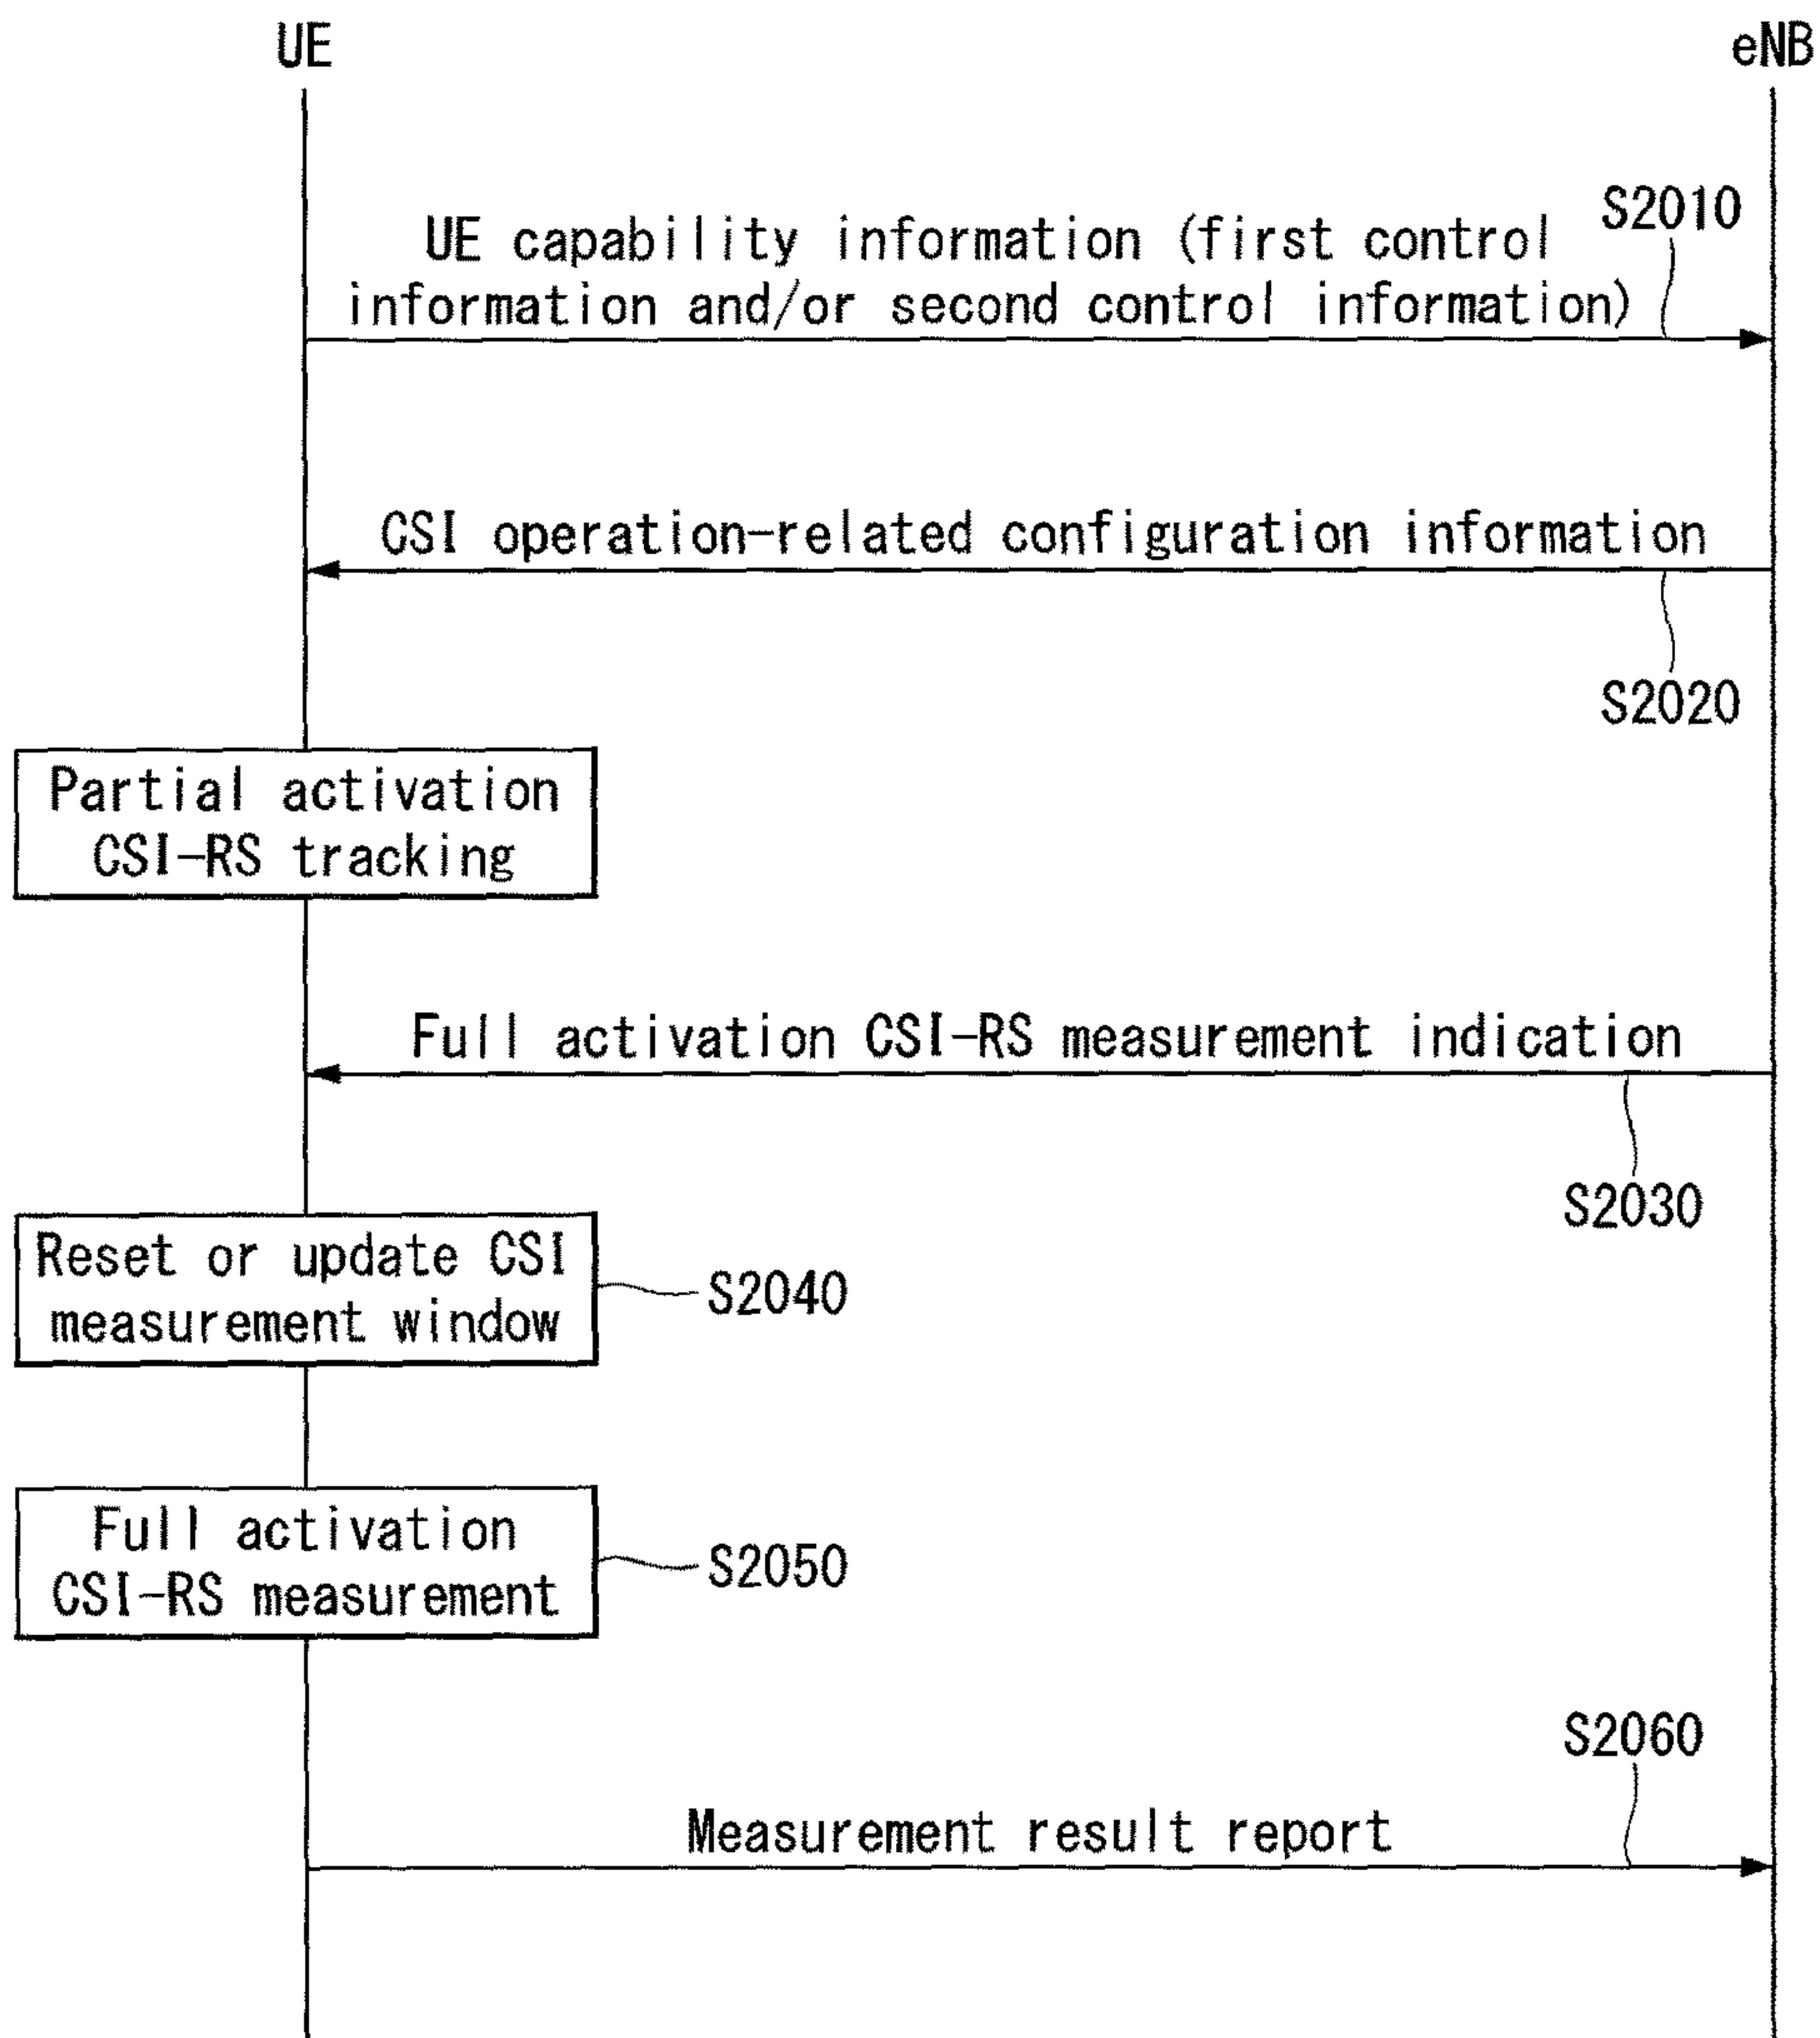 UE
eNB
S2010
UE capability information (first control
information and/or second control information)
CSI operation-related configuration information
S2020
Partial activation
CSI-RS tracking
Full activation CSI-RS measurement indication
S2030
Reset or update CSI
measurement window
S2040
Full activation
CSI-RS measurement
S2050
S2060
Measurement result report